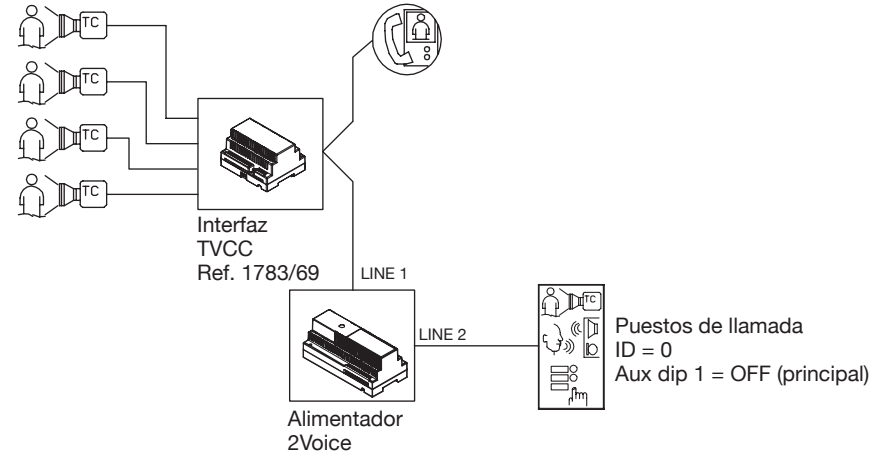 TC
TC
TC
TC
Interfaz
TVCC
Ref. 1783/69
LINE 1
LINE 2
TC
Puestos de llamada
ID = 0
Aux dip 1 = OFF (principal)
Alimentador
2Voice